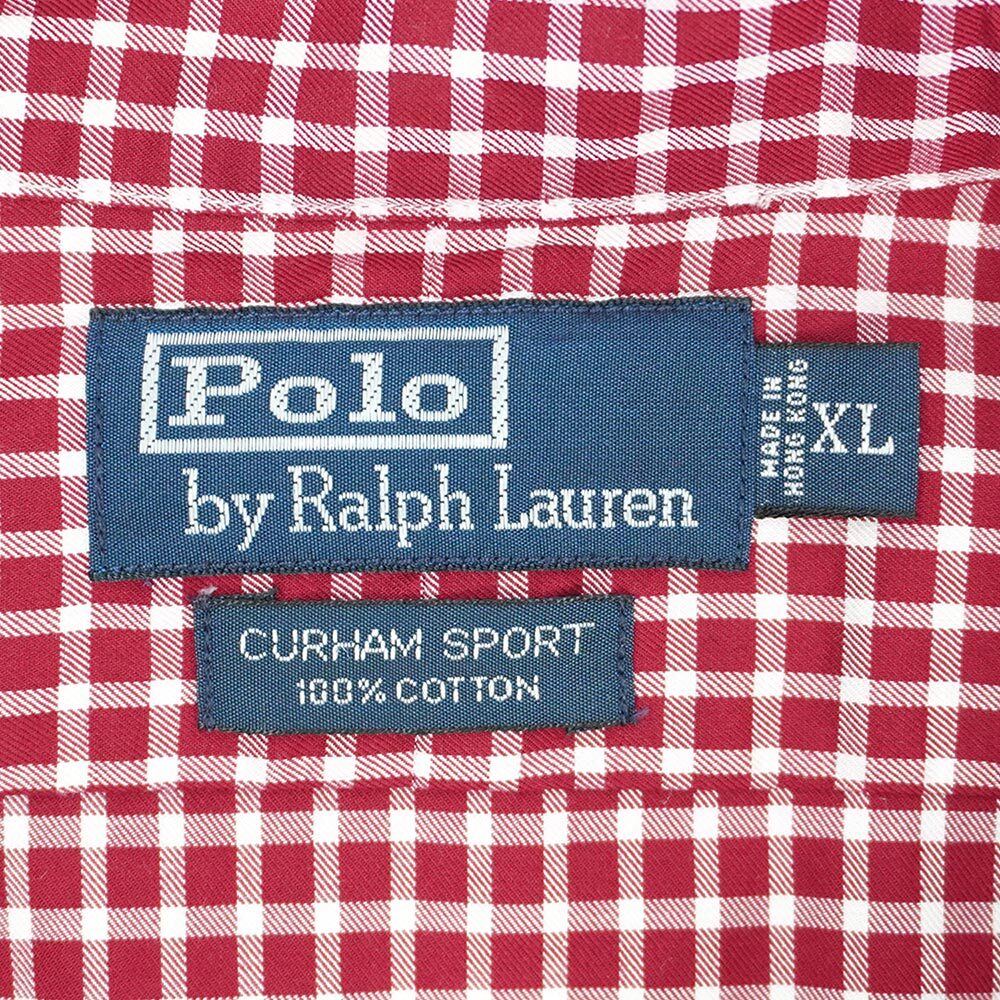 Polo
by Ralph Lauren
MADE IN
HONG KONG
XL
CURHAM SPORT
100% COTTON